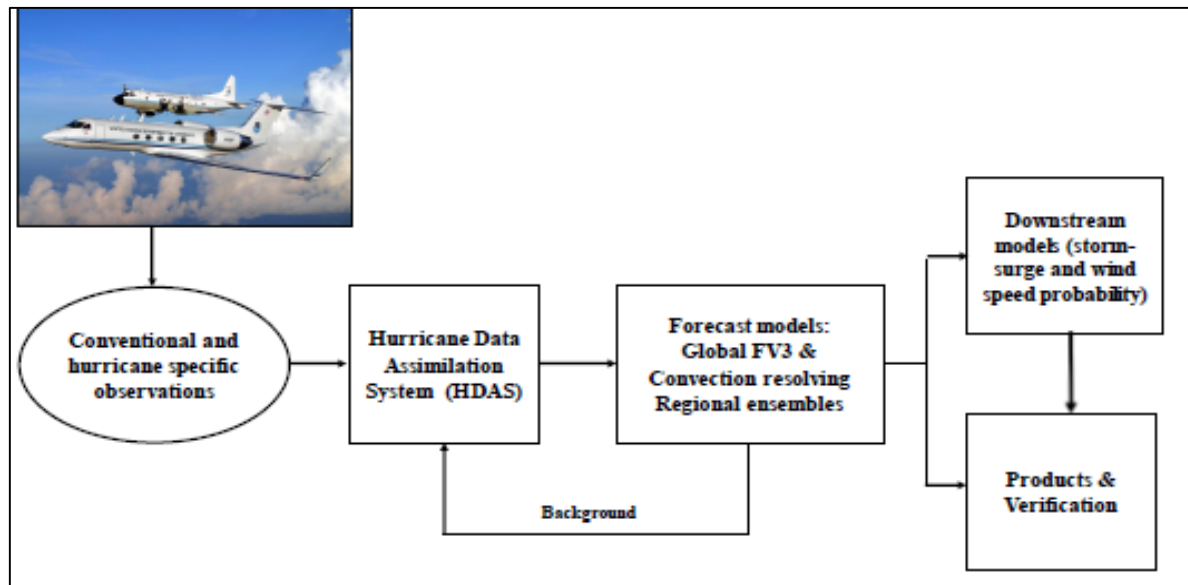 Conventional and
hurricane specific
observations
Hurricane Data
Assimilation
System (HDAS)
Forecast models:
Global FV3 &
Convection resolving
Regional ensembles
Background
Downstream
models (storm-
surge and wind
speed probability)
Products &
Verification